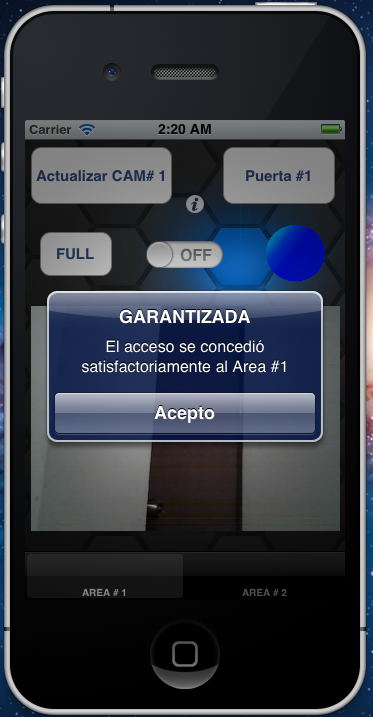 Carrier 2:20 AM
Actualizar CAM# 1 Puerta #1
i
FULL OFF
GARANTIZADA
El acceso se concedió
satisfactoriamente al Area #1
Acepto
AREA # 1 AREA # 2